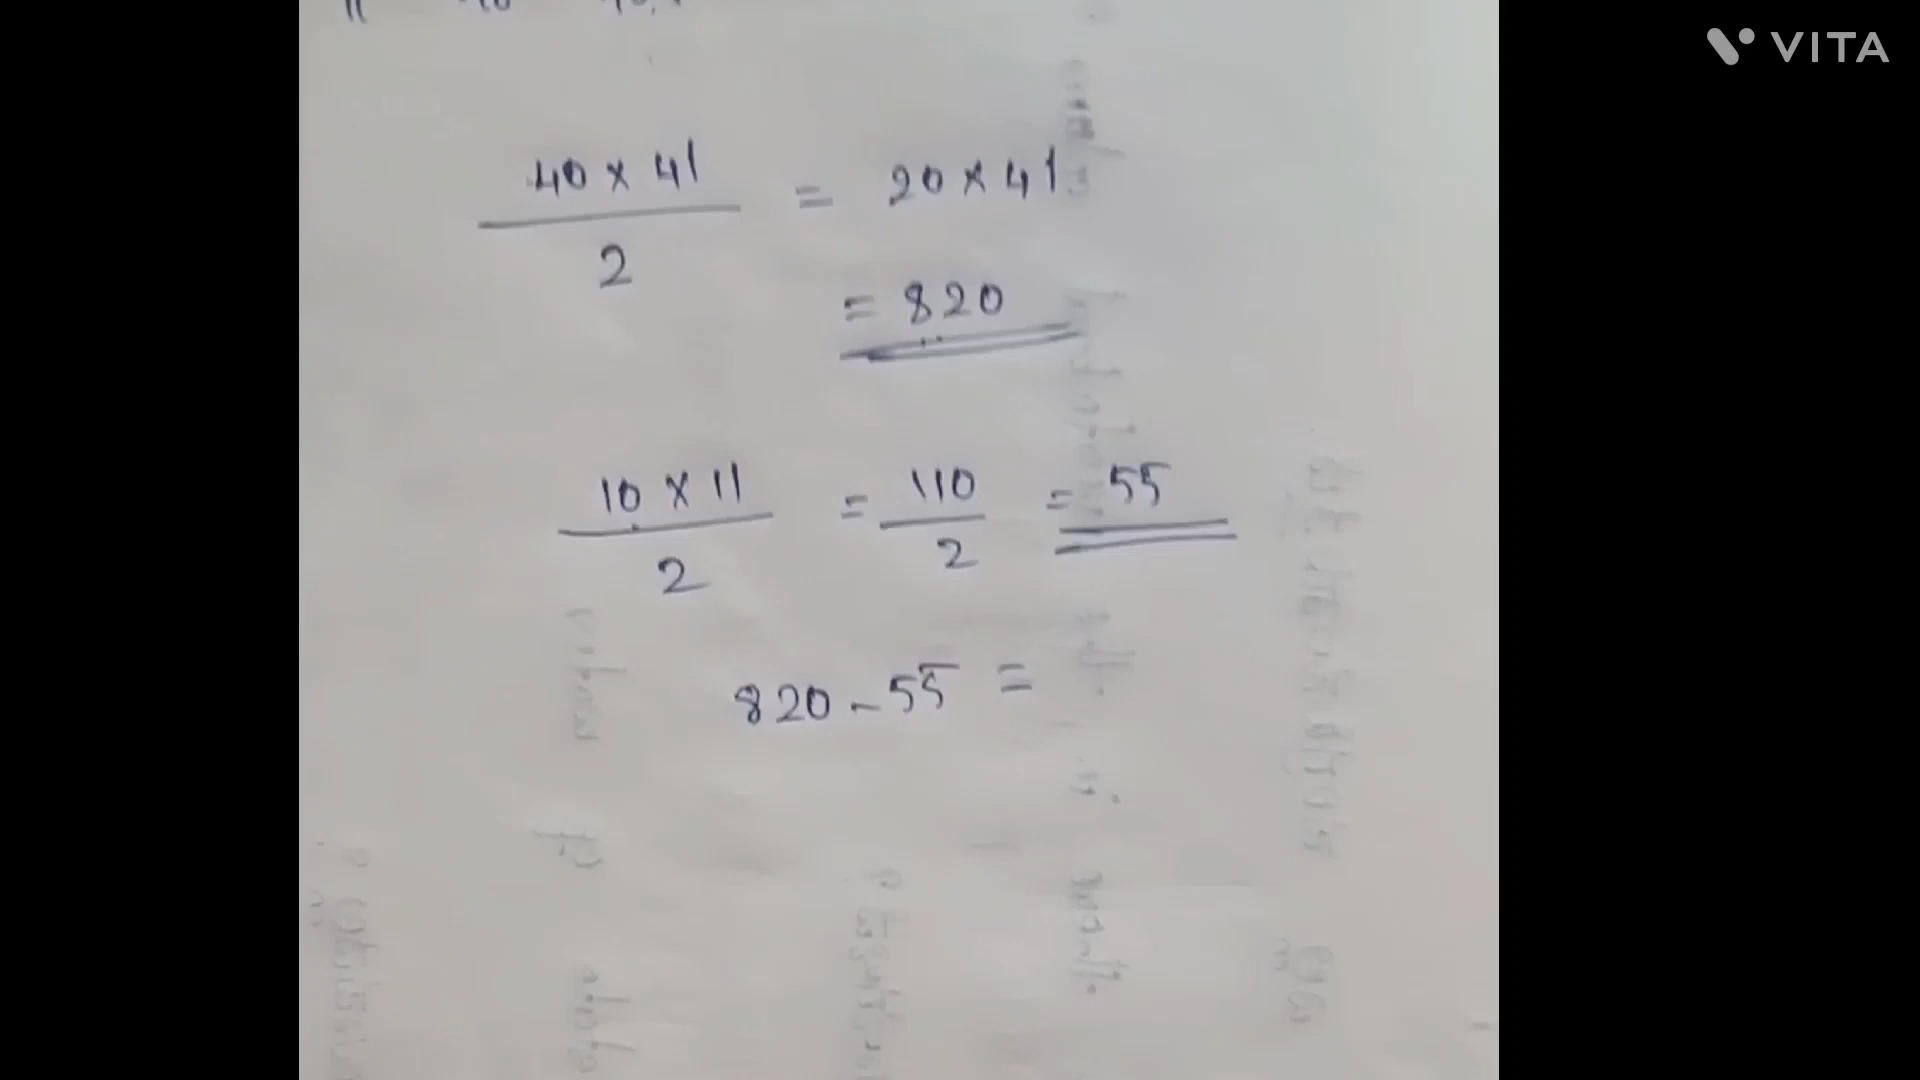 VITA
40 × 41 / 2 = 20 × 41
= 820
10 × 11 / 2 = 110 / 2 = 55
820 - 55 =